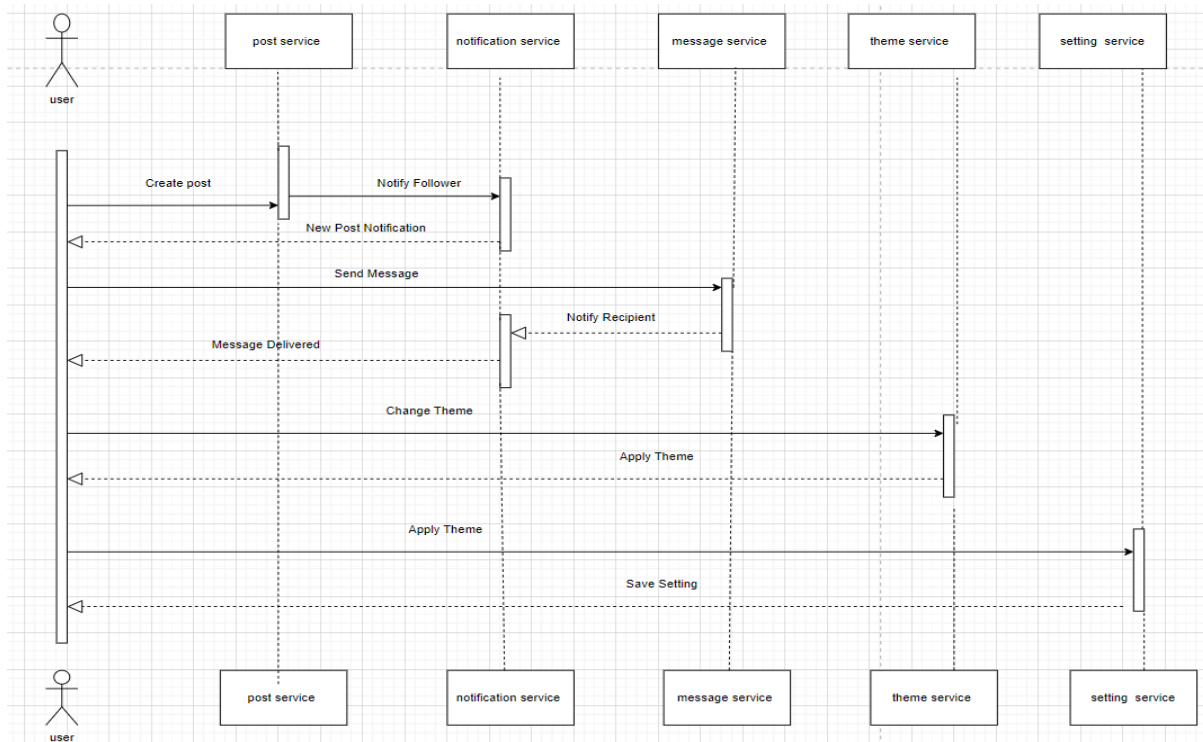 post service
notification service
message service
theme service
setting service
user
Create post
Notify Follower
New Post Notification
Send Message
Notify Recipient
Message Delivered
Change Theme
Apply Theme
Apply Theme
Save Setting
post service
notification service
message service
theme service
setting service
user